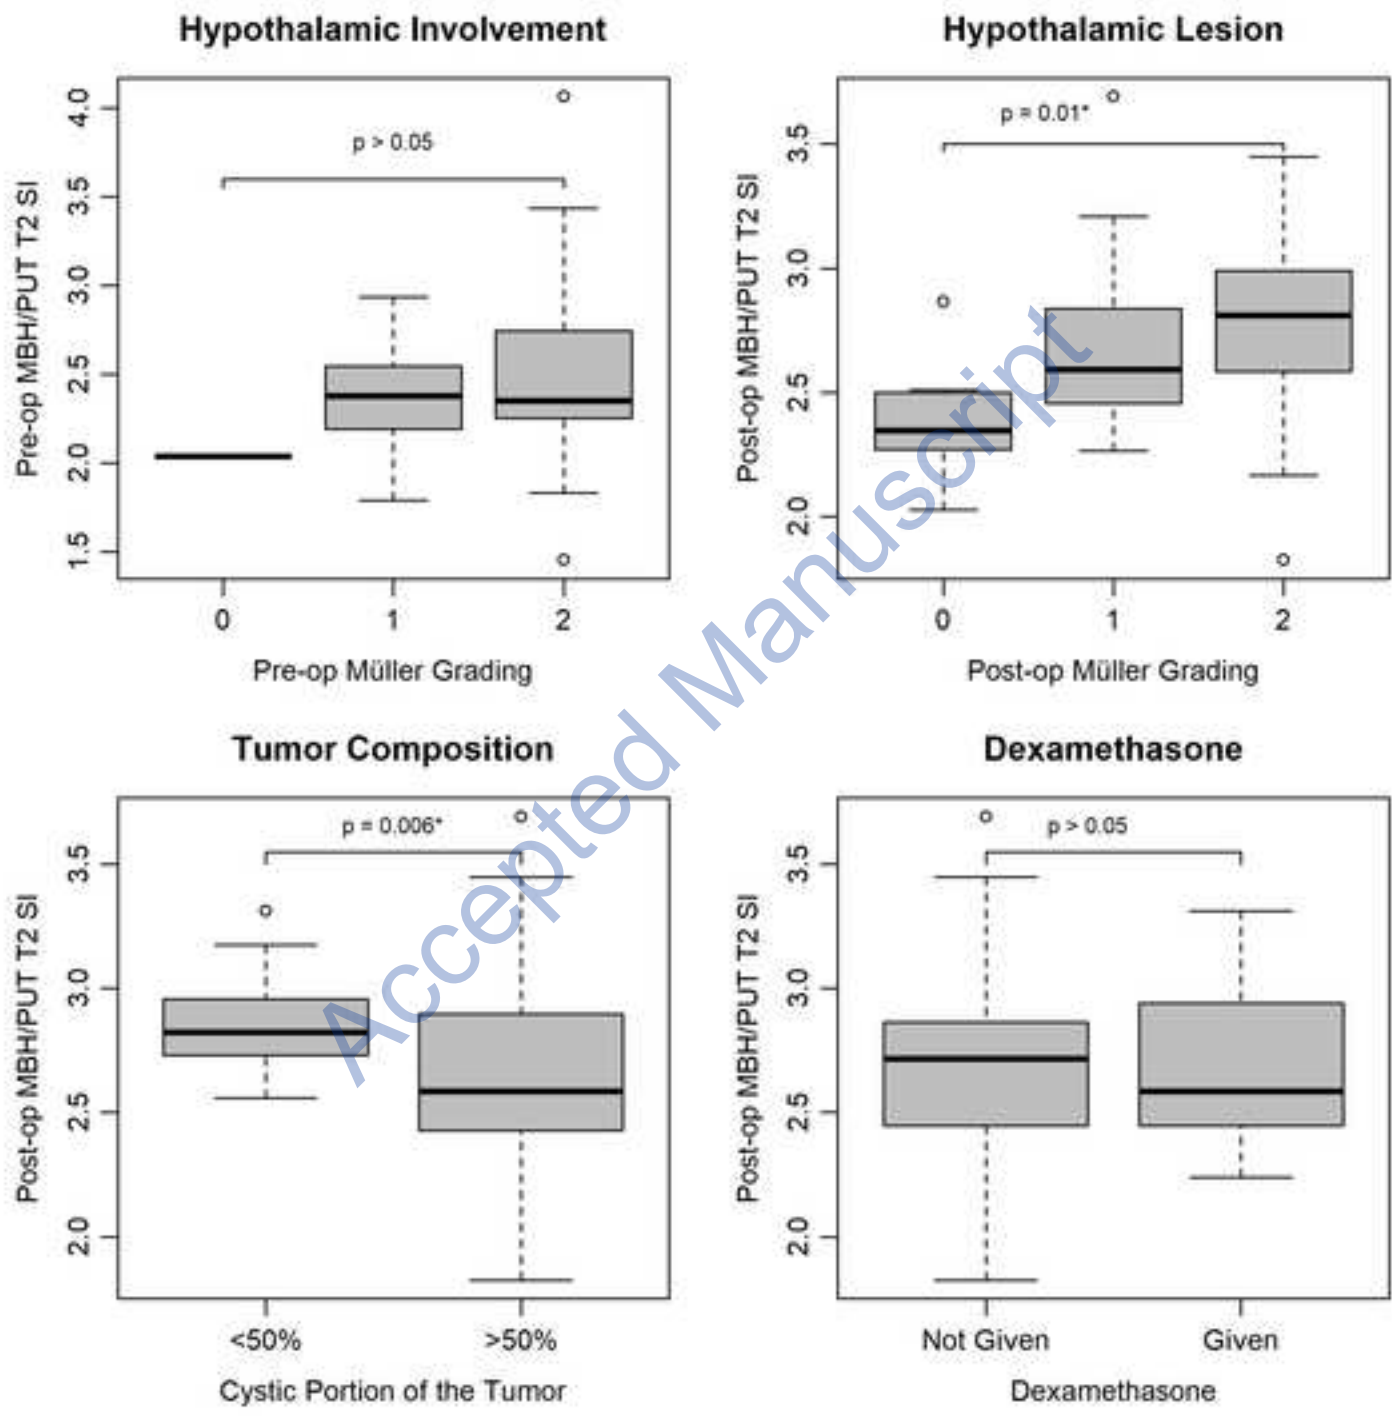 Hypothalamic Involvement
Pre-op MBH/PUT T2 SI
4.0
3.5
3.0
2.5
2.0
1.5
p > 0.05
0 1 2
Pre-op Müller Grading
Hypothalamic Lesion
Post-op MBH/PUT T2 SI
3.5
3.0
2.5
2.0
p = 0.01*
0 1 2
Post-op Müller Grading
Tumor Composition
Post-op MBH/PUT T2 SI
3.5
3.0
2.5
2.0
p = 0.006*
<50% >50%
Cystic Portion of the Tumor
Dexamethasone
Post-op MBH/PUT T2 SI
3.5
3.0
2.5
2.0
p > 0.05
Not Given Given
Dexamethasone
Accepted Manuscript